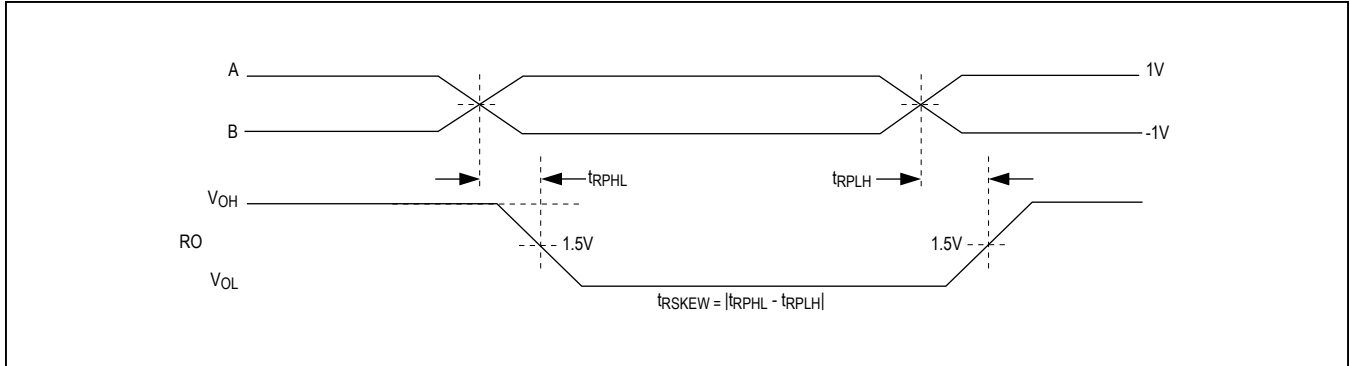 A
1V
B
-1V
tRPHL
tRPLH
VOH
RO
1.5V
1.5V
VOL
tRSKEW = |tRPHL - tRPLH|